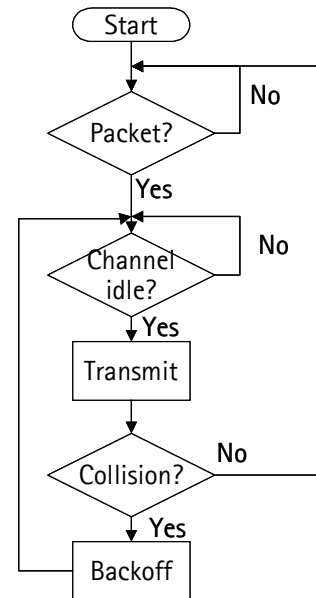 Start
No
Packet?
Yes
No
Channel
idle?
Yes
Transmit
No
Collision?
Yes
Backoff